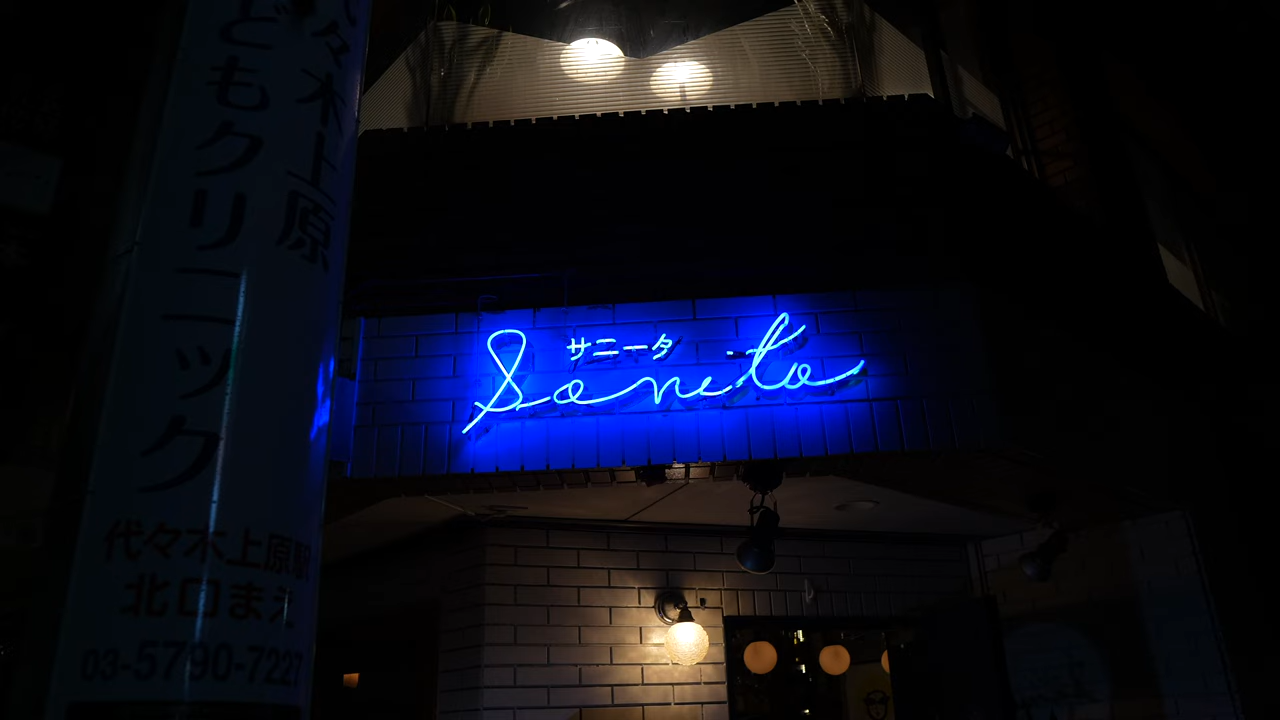 代々木上原
どもクリニック
代々木上原駅
北口まえ
03-5790-7227
サニータ
Sanita